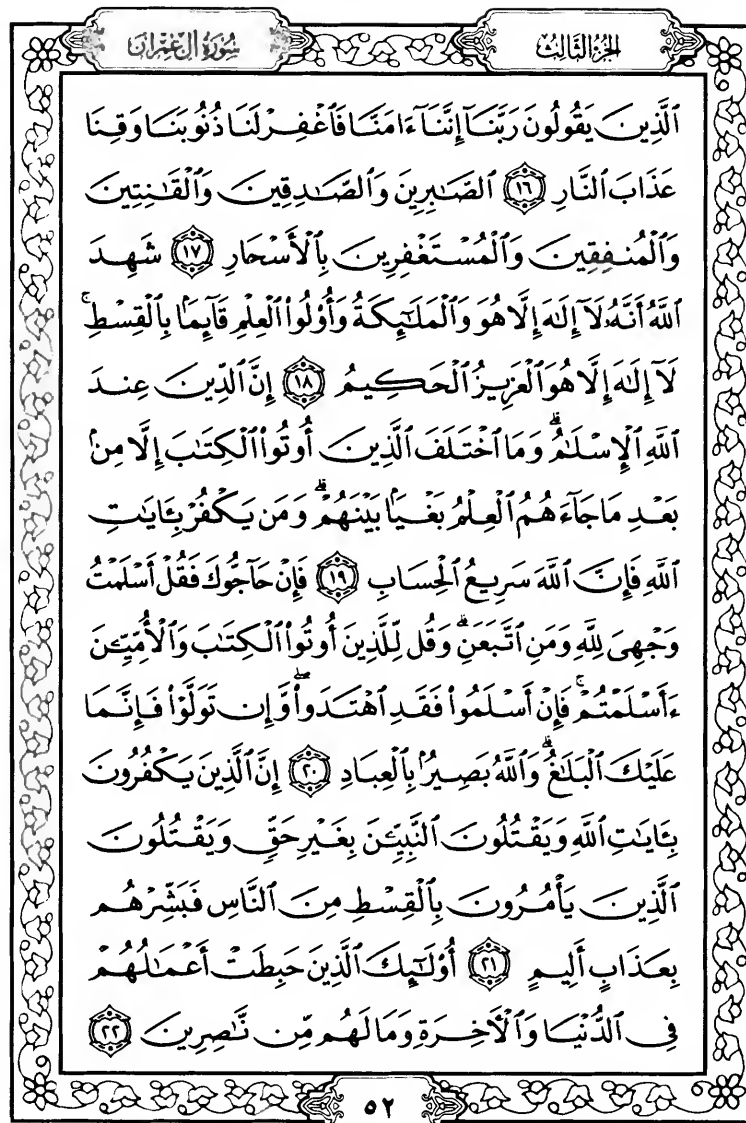 الجزء الثالث
سورة آل عمران
ٱلَّذِينَ يَقُولُونَ رَبَّنَآ إِنَّنَآ ءَامَنَّا فَٱغۡفِرۡ لَنَا ذُنُوبَنَا وَقِنَا
عَذَابَ ٱلنَّارِ ١٦ ٱلصَّٰبِرِينَ وَٱلصَّٰدِقِينَ وَٱلۡقَٰنِتِينَ
وَٱلۡمُنفِقِينَ وَٱلۡمُسۡتَغۡفِرِينَ بِٱلۡأَسۡحَارِ ١٧ شَهِدَ
ٱللَّهُ أَنَّهُۥ لَآ إِلَٰهَ إِلَّا هُوَ وَٱلۡمَلَٰٓئِكَةُ وَأُوْلُواْ ٱلۡعِلۡمِ قَآئِمَۢا بِٱلۡقِسۡطِۚ
لَآ إِلَٰهَ إِلَّا هُوَ ٱلۡعَزِيزُ ٱلۡحَكِيمُ ١٨ إِنَّ ٱلدِّينَ عِندَ
ٱللَّهِ ٱلۡإِسۡلَٰمُۗ وَمَا ٱخۡتَلَفَ ٱلَّذِينَ أُوتُواْ ٱلۡكِتَٰبَ إِلَّا مِنۢ
بَعۡدِ مَا جَآءَهُمُ ٱلۡعِلۡمُ بَغۡيَۢا بَيۡنَهُمۡۗ وَمَن يَكۡفُرۡ بِـَٔايَٰتِ
ٱللَّهِ فَإِنَّ ٱللَّهَ سَرِيعُ ٱلۡحِسَابِ ١٩ فَإِنۡ حَآجُّوكَ فَقُلۡ أَسۡلَمۡتُ
وَجۡهِيَ لِلَّهِ وَمَنِ ٱتَّبَعَنِۗ وَقُل لِّلَّذِينَ أُوتُواْ ٱلۡكِتَٰبَ وَٱلۡأُمِّيِّـۧنَ
ءَأَسۡلَمۡتُمۡۚ فَإِنۡ أَسۡلَمُواْ فَقَدِ ٱهۡتَدَواْۖ وَّإِن تَوَلَّوۡاْ فَإِنَّمَا
عَلَيۡكَ ٱلۡبَلَٰغُۗ وَٱللَّهُ بَصِيرُۢ بِٱلۡعِبَادِ ٢٠ إِنَّ ٱلَّذِينَ يَكۡفُرُونَ
بِـَٔايَٰتِ ٱللَّهِ وَيَقۡتُلُونَ ٱلنَّبِيِّـۧنَ بِغَيۡرِ حَقّٖ وَيَقۡتُلُونَ
ٱلَّذِينَ يَأۡمُرُونَ بِٱلۡقِسۡطِ مِنَ ٱلنَّاسِ فَبَشِّرۡهُم
بِعَذَابٍ أَلِيمٍ ٢١ أُوْلَٰٓئِكَ ٱلَّذِينَ حَبِطَتۡ أَعۡمَٰلُهُمۡ
فِي ٱلدُّنۡيَا وَٱلۡأٓخِرَةِ وَمَا لَهُم مِّن نَّٰصِرِينَ ٢٢
٥٢